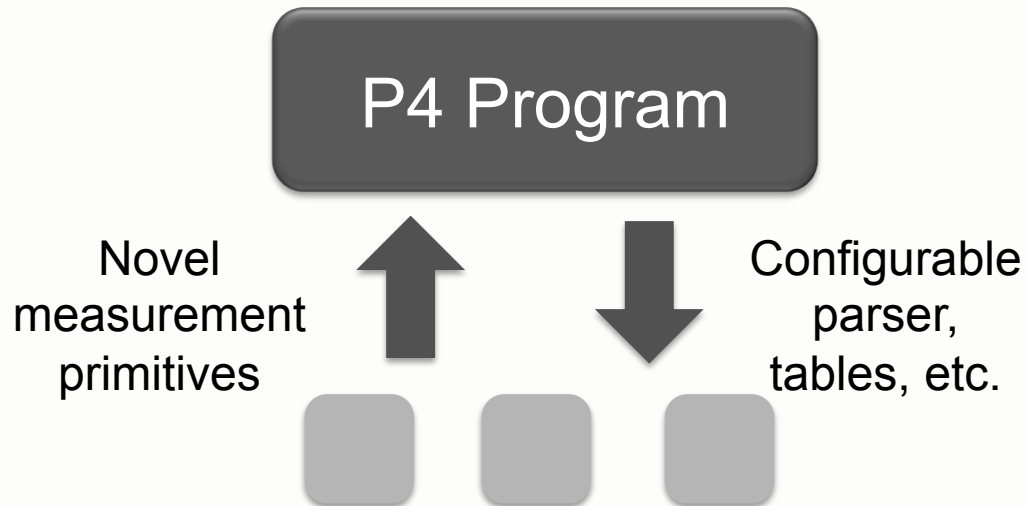 P4 Program
Novel
measurement
primitives
Configurable
parser,
tables, etc.